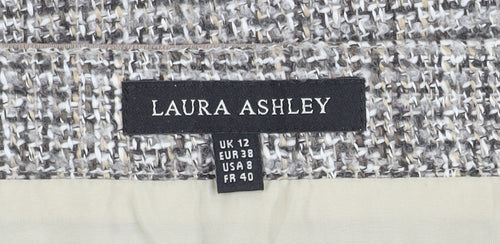 LAURA ASHLEY
UK 12
EUR 38
USA 8
FR 40